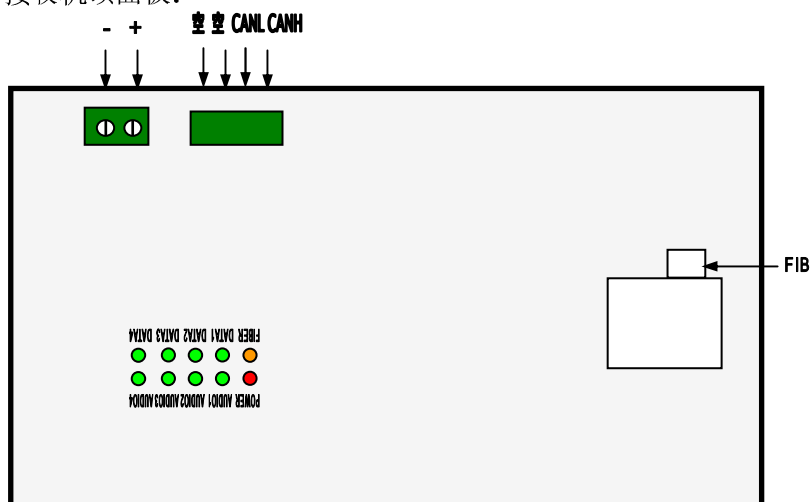 接收机顶面板:
- + 空 空 CANL CANH
FIB
DATA4 DATA3 DATA2 DATA1 FIBER
AUDIO4 AUDIO3 AUDIO2 AUDIO1 POWER